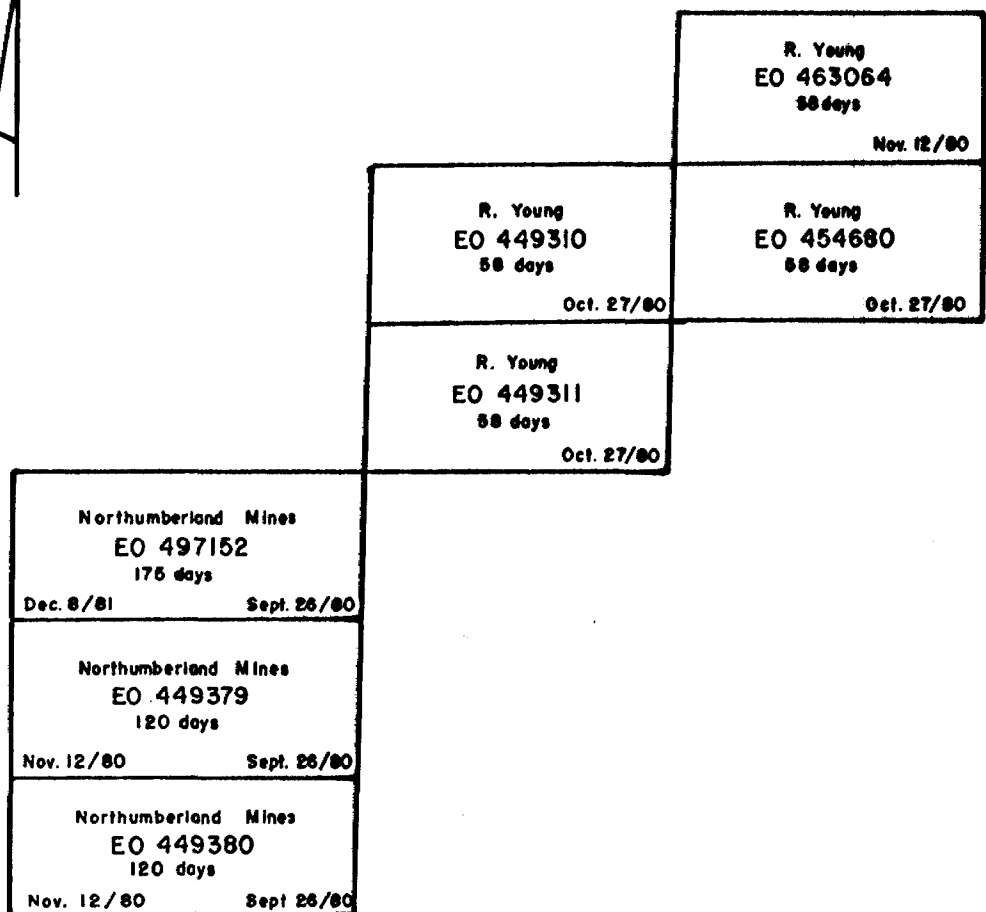 R. Young
EO 463064
58 days
Nov. 12/80
R. Young
EO 449310
58 days
Oct. 27/80
R. Young
EO 454680
58 days
Oct. 27/80
R. Young
EO 449311
58 days
Oct. 27/80
Northumberland Mines
EO 497152
175 days
Dec. 8/81 Sept. 26/80
Northumberland Mines
EO 449379
120 days
Nov. 12/80 Sept. 26/80
Northumberland Mines
EO 449380
120 days
Nov. 12/80 Sept 26/80